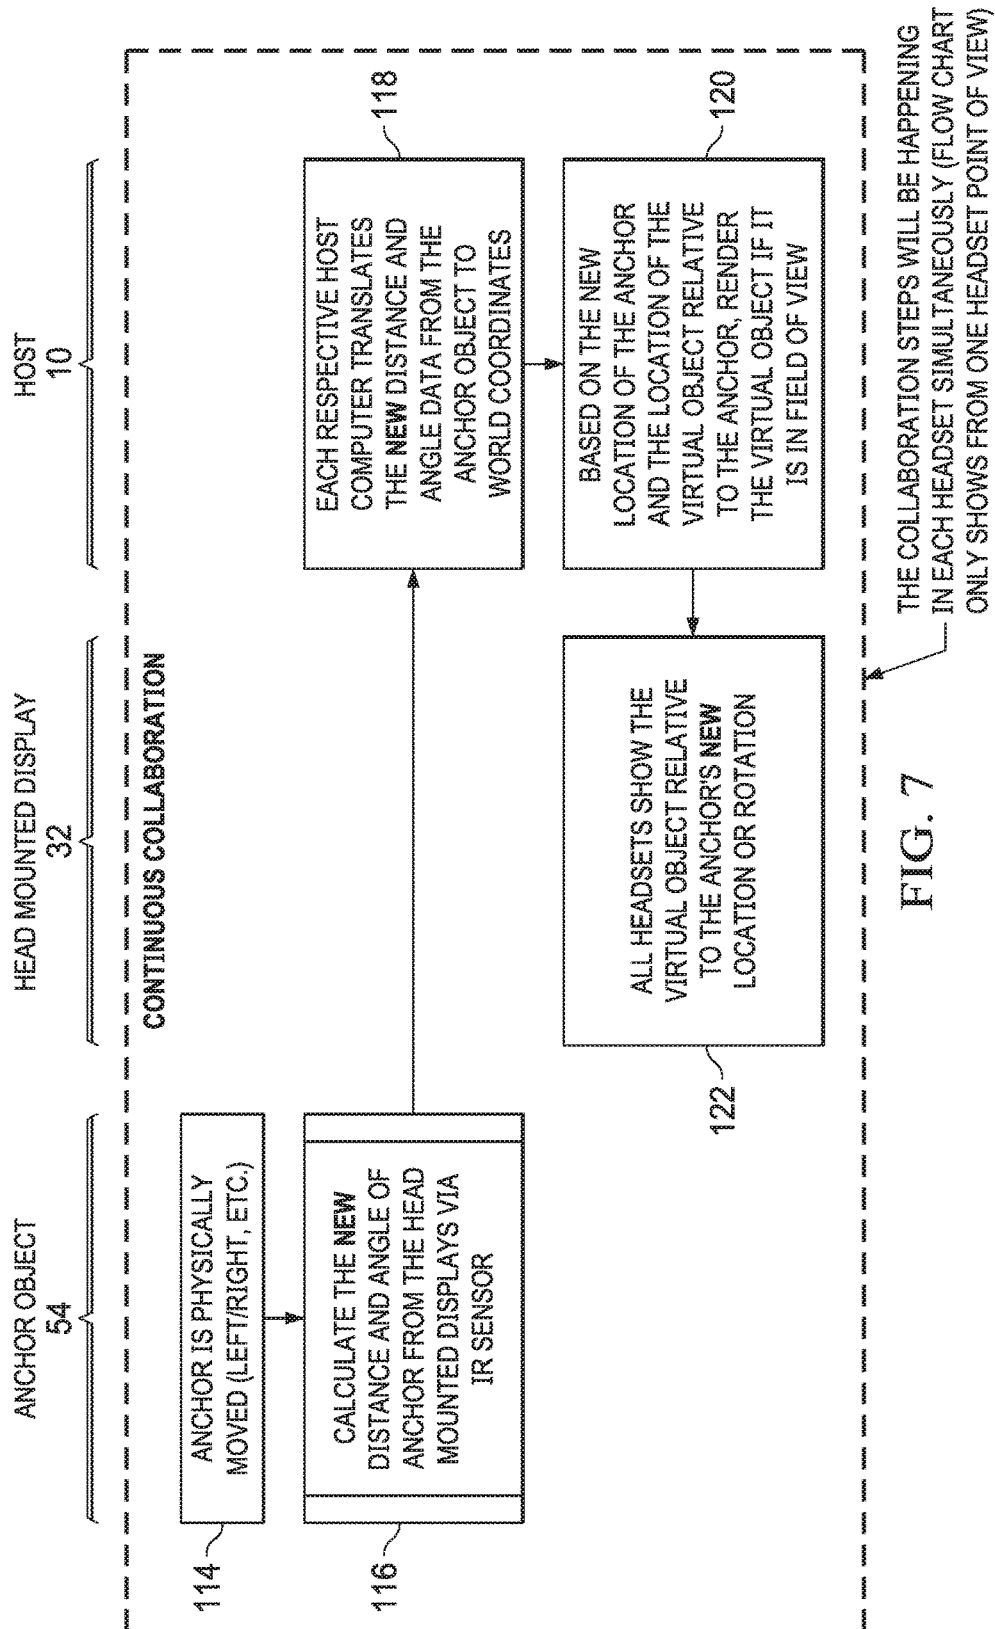 ANCHOR OBJECT
54
HEAD MOUNTED DISPLAY
32
HOST
10
CONTINUOUS COLLABORATION
114
ANCHOR IS PHYSICALLY
MOVED (LEFT/RIGHT, ETC.)
116
CALCULATE THE NEW
DISTANCE AND ANGLE OF
ANCHOR FROM THE HEAD
MOUNTED DISPLAYS VIA
IR SENSOR
EACH RESPECTIVE HOST
COMPUTER TRANSLATES
THE NEW DISTANCE AND
ANGLE DATA FROM THE
ANCHOR OBJECT TO
WORLD COORDINATES
118
BASED ON THE NEW
LOCATION OF THE ANCHOR
AND THE LOCATION OF THE
VIRTUAL OBJECT RELATIVE
TO THE ANCHOR, RENDER
THE VIRTUAL OBJECT IF IT
IS IN FIELD OF VIEW
120
122
ALL HEADSETS SHOW THE
VIRTUAL OBJECT RELATIVE
TO THE ANCHOR'S NEW
LOCATION OR ROTATION
THE COLLABORATION STEPS WILL BE HAPPENING
IN EACH HEADSET SIMULTANEOUSLY (FLOW CHART
ONLY SHOWS FROM ONE HEADSET POINT OF VIEW)
FIG. 7